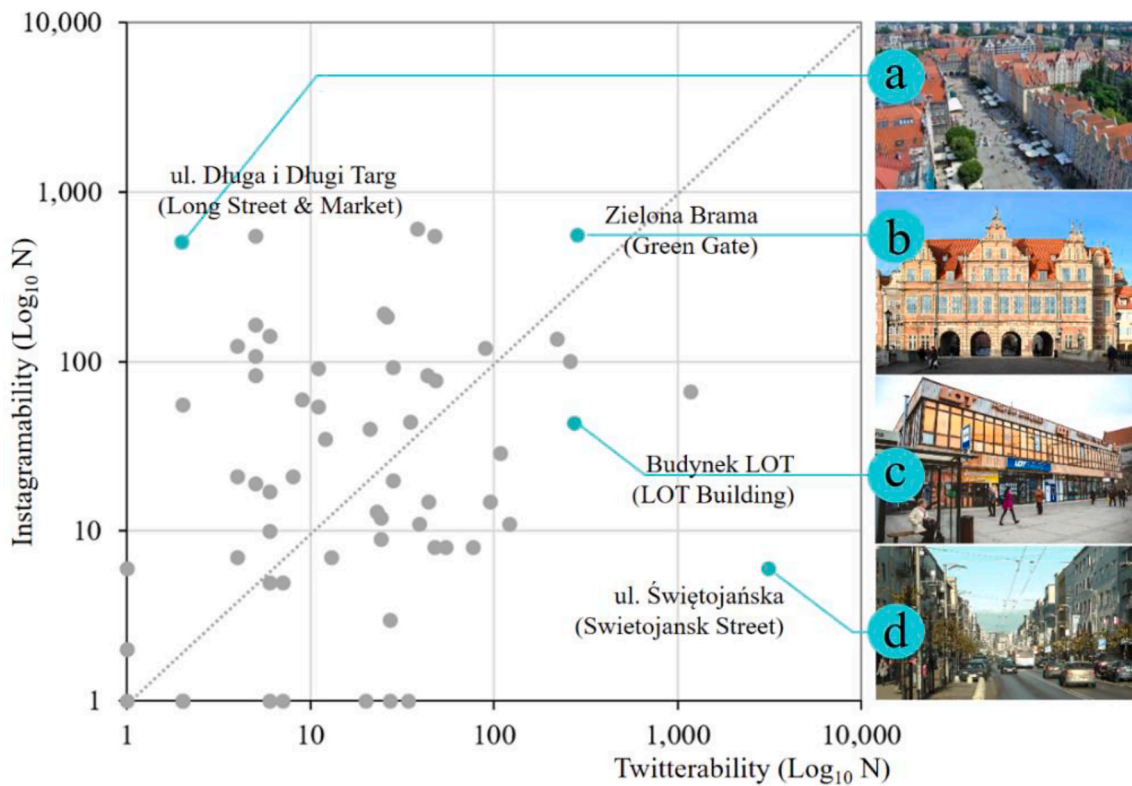 10,000
a
ul. Długa i Długi Targ
(Long Street & Market)
1,000
Zielona Brama
(Green Gate)
b
Instagramability (Log₁₀ N)
100
Budynek LOT
(LOT Building)
c
LOT
10
ul. Świętojańska
(Swietojansk Street)
d
1
1
10
100
1,000
10,000
Twitterability (Log₁₀ N)